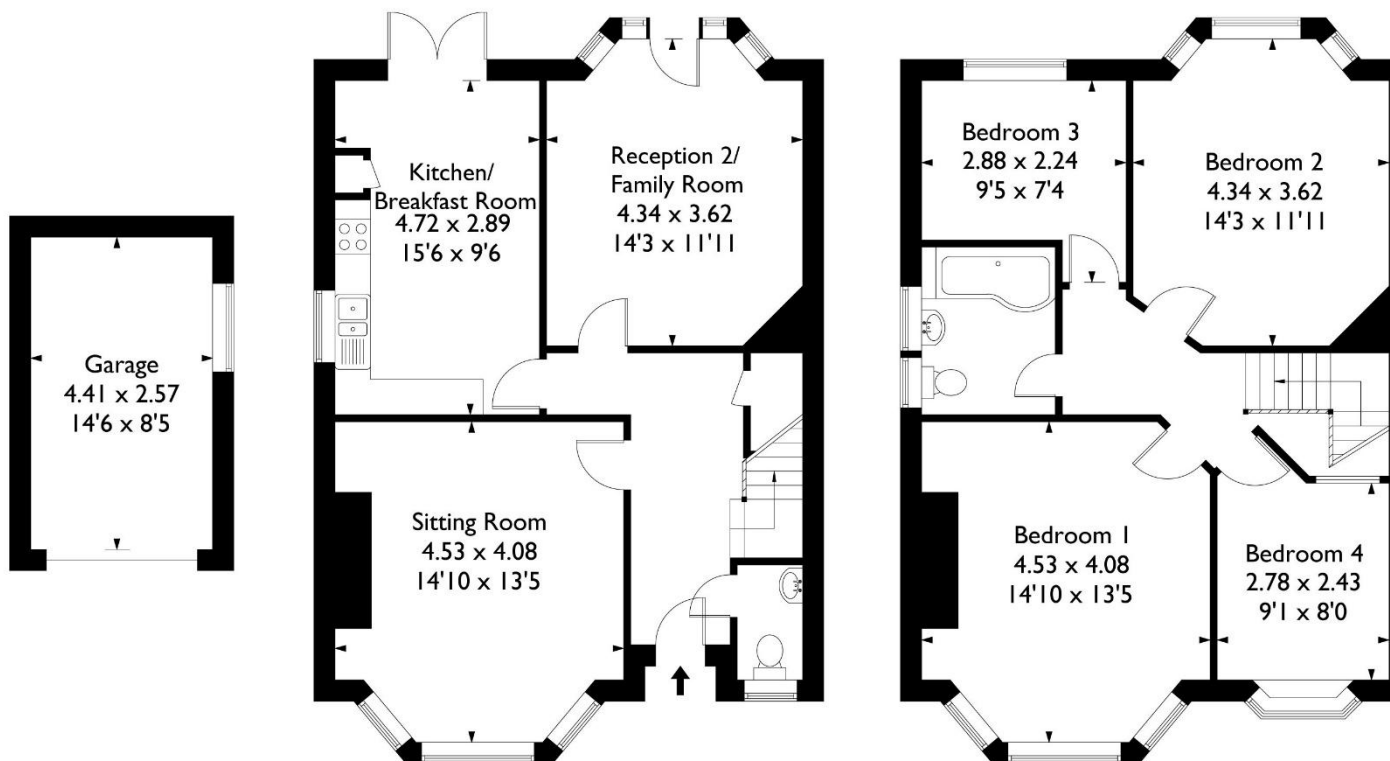 Garage
4.41 x 2.57
14'6 x 8'5
Kitchen/
Breakfast Room
4.72 x 2.89
15'6 x 9'6
Reception 2/
Family Room
4.34 x 3.62
14'3 x 11'11
Sitting Room
4.53 x 4.08
14'10 x 13'5
Bedroom 3
2.88 x 2.24
9'5 x 7'4
Bedroom 2
4.34 x 3.62
14'3 x 11'11
Bedroom 1
4.53 x 4.08
14'10 x 13'5
Bedroom 4
2.78 x 2.43
9'1 x 8'0